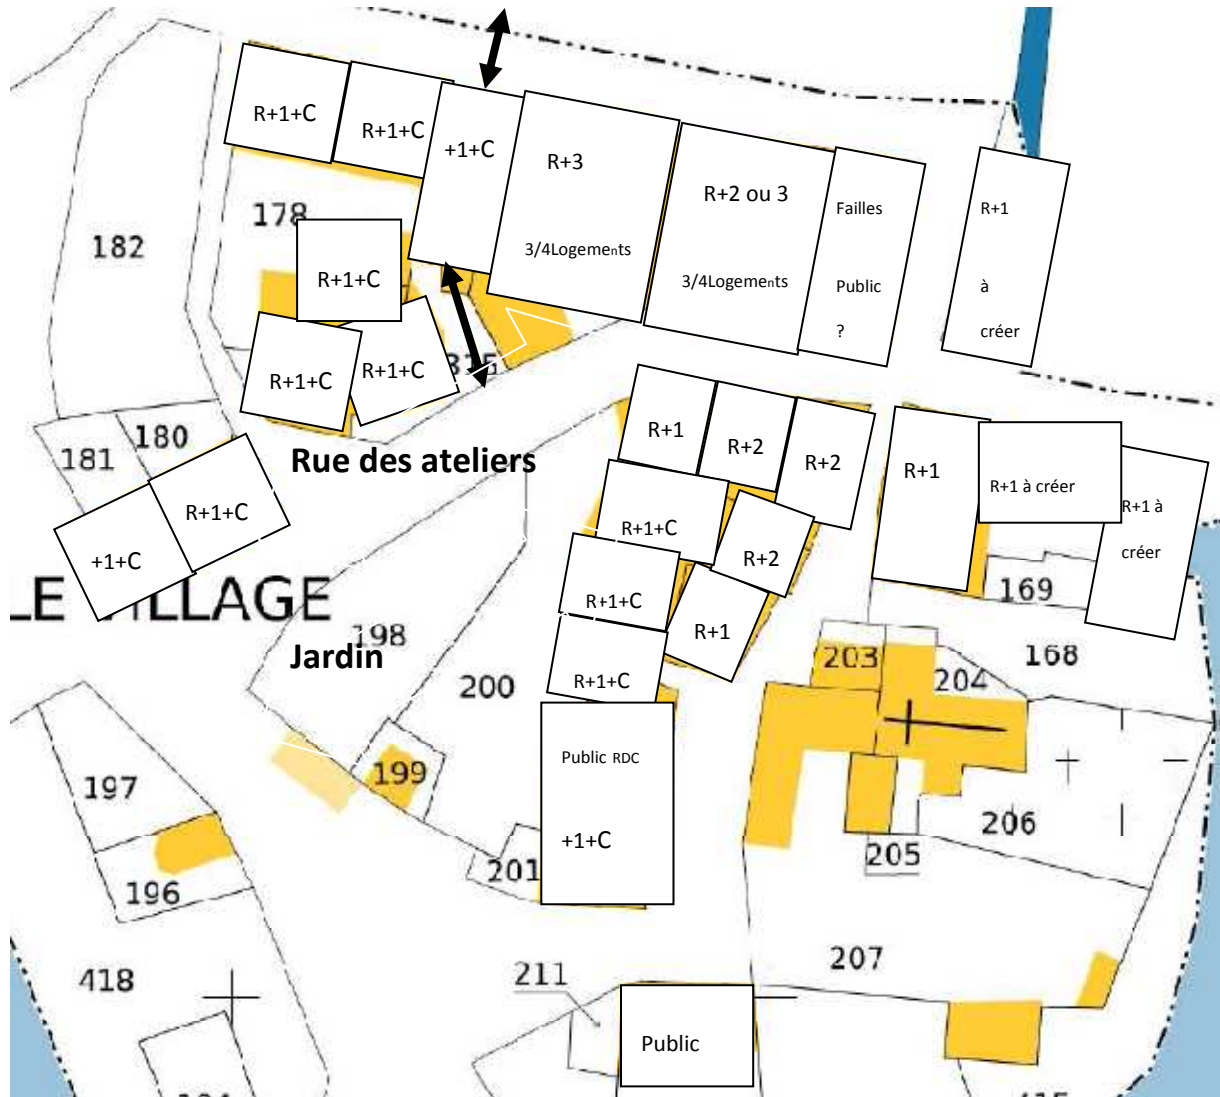 R+1+C
R+1+C
+1+C
R+3
3/4Logements
R+2 ou 3
3/4Logements
Failles
Public
?
R+1
à
créer
182
178
R+1+C
R+1+C
R+1+C
181
180
+1+C
R+1+C
Rue des ateliers
R+1
R+2
R+2
R+1+C
R+2
R+1+C
R+1
R+1+C
R+1
R+1 à créer
R+1 à
créer
169
168
LE VILLAGE
198
Jardin
200
203
204
Public RDC
+1+C
199
197
196
201
205
206
207
418
211
Public